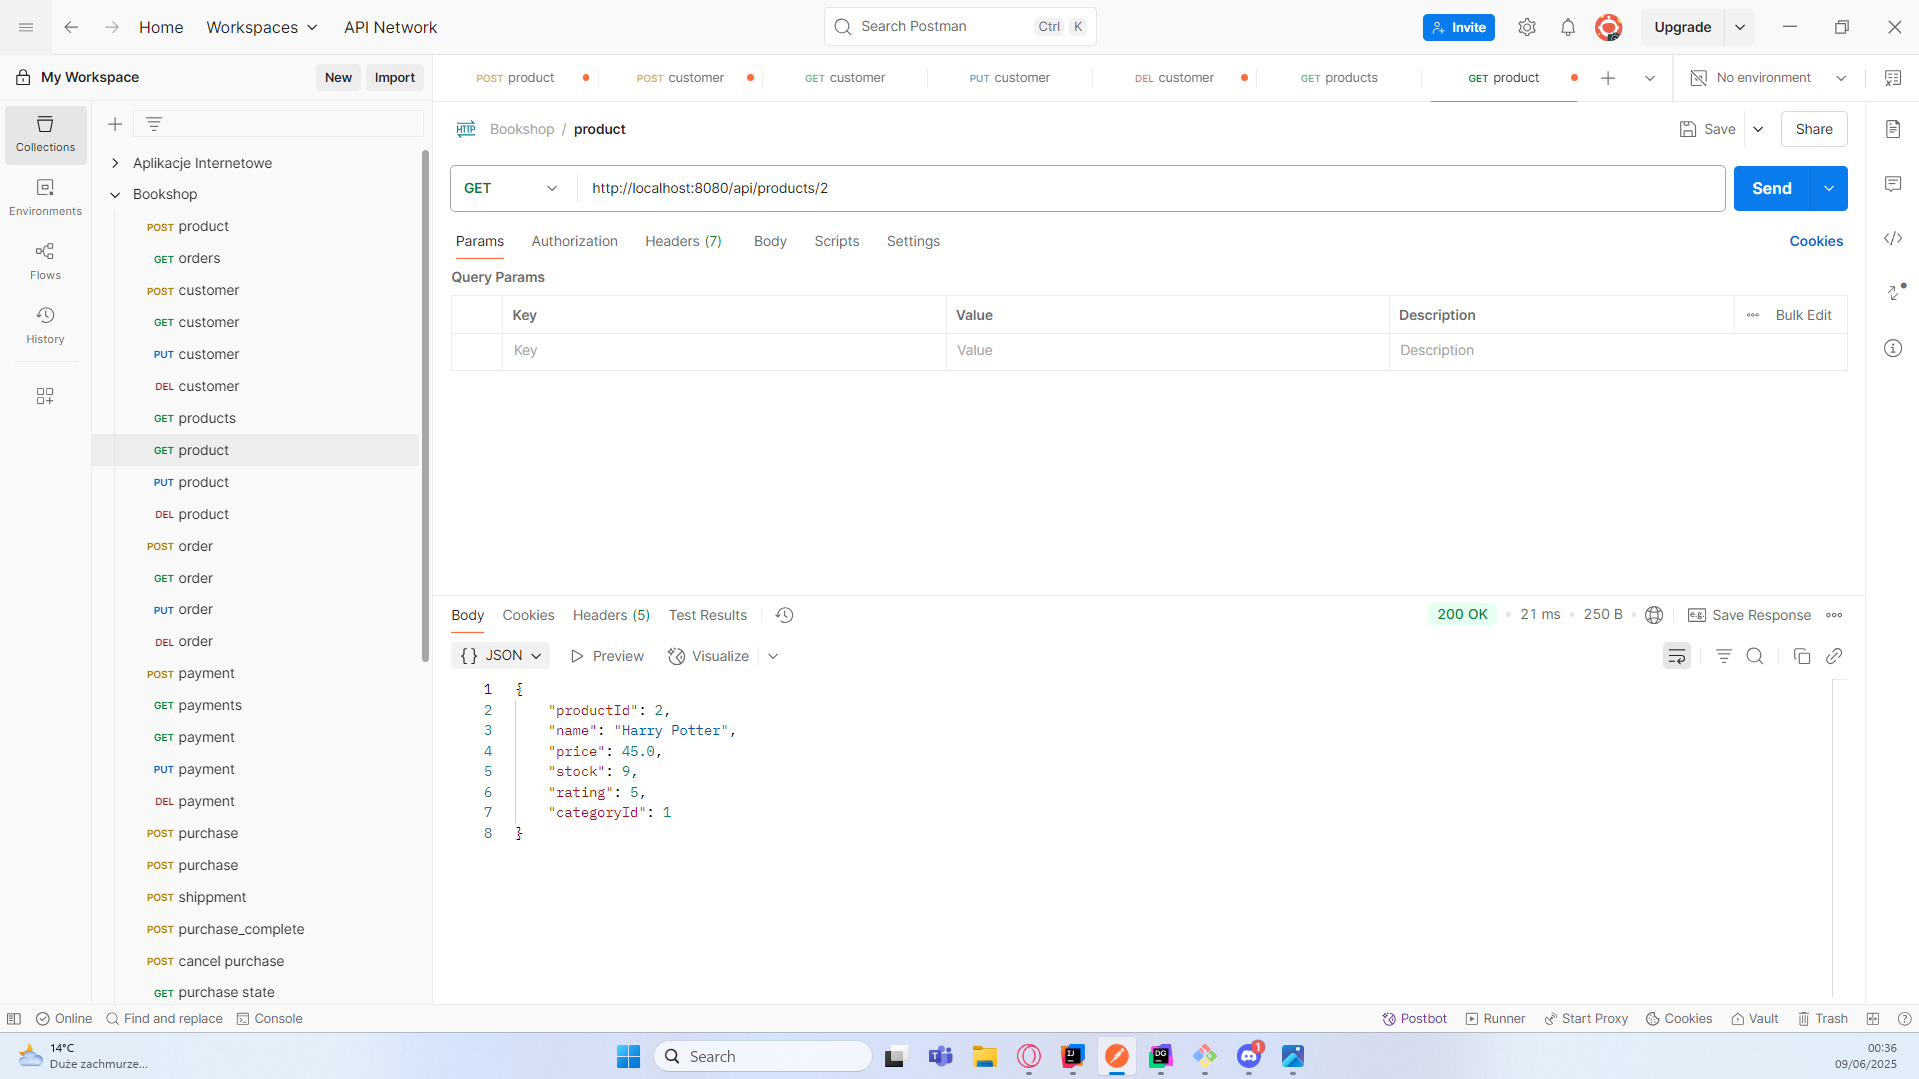 Home Workspaces API Network Search Postman Ctrl K Invite Upgrade
My Workspace New Import
POST product POST customer GET customer PUT customer DEL customer GET products GET product No environment
Collections
Environments
Flows
History
Aplikacje Internetowe
Bookshop
POST product
GET orders
POST customer
GET customer
PUT customer
DEL customer
GET products
GET product
PUT product
DEL product
POST order
GET order
PUT order
DEL order
POST payment
GET payments
GET payment
PUT payment
DEL payment
POST purchase
POST purchase
POST shippment
POST purchase_complete
POST cancel purchase
GET purchase state
HTTP Bookshop / product Save Share
GET http://localhost:8080/api/products/2 Send
Params Authorization Headers (7) Body Scripts Settings Cookies
Query Params
Key Value Description Bulk Edit
Key Value Description
Body Cookies Headers (5) Test Results 200 OK 21 ms 250 B e.g. Save Response
{} JSON Preview Visualize
1 {
2 "productId": 2,
3 "name": "Harry Potter",
4 "price": 45.0,
5 "stock": 9,
6 "rating": 5,
7 "categoryId": 1
8 }
Online Find and replace Console Postbot Runner Start Proxy Cookies Vault Trash
14°C
Duże zachmurze...
Search
IJ
DG
1
00:36
09/06/2025